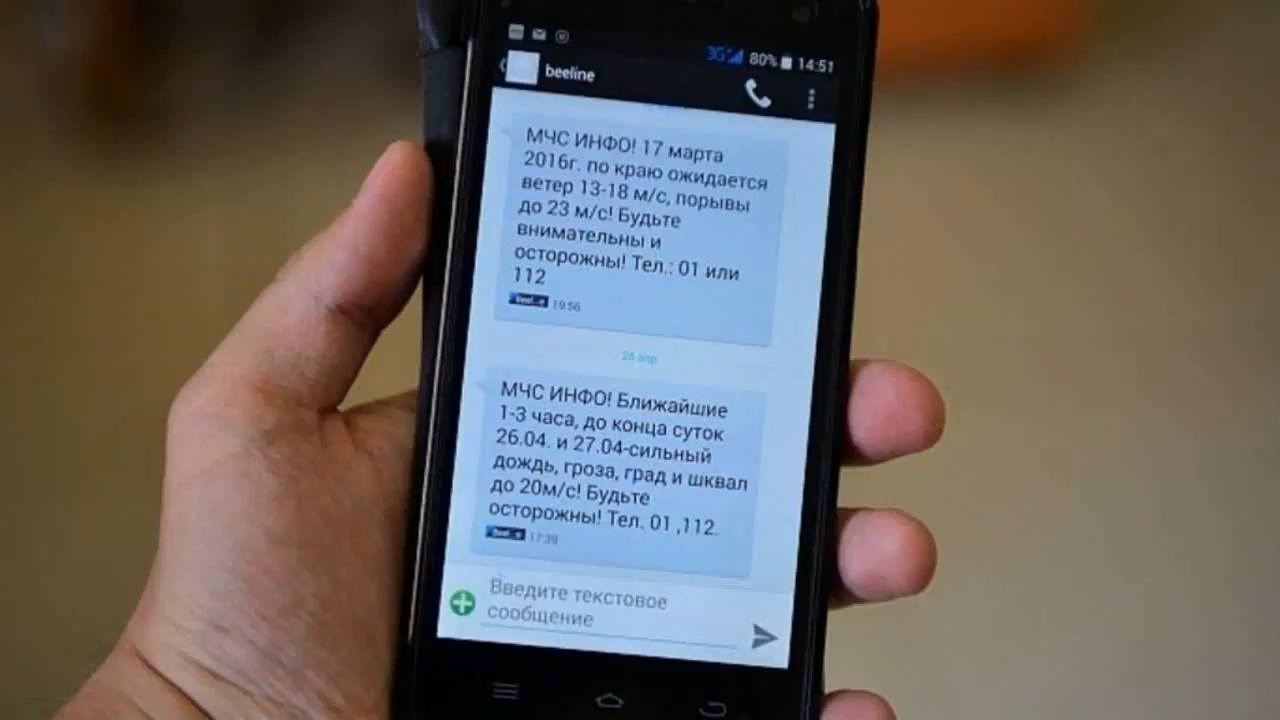 3G 80% 14:51
beeline
МЧС ИНФО! 17 марта
2016г. по краю ожидается
ветер 13-18 м/с, порывы
до 23 м/с! Будьте
внимательны и
осторожны! Тел.: 01 или
112
19:56
26 апр
МЧС ИНФО! Ближайшие
1-3 часа, до конца суток
26.04. и 27.04-сильный
дождь, гроза, град и шквал
до 20м/с! Будьте
осторожны! Тел. 01 ,112.
17:39
Введите текстовое
сообщение